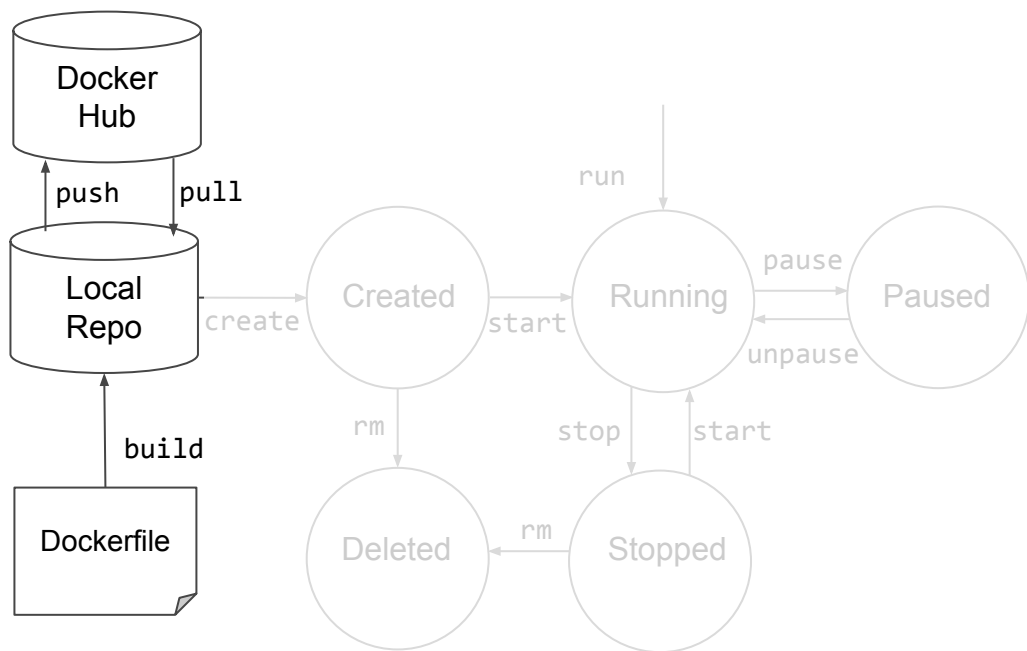 Docker
Hub
push
pull
run
Local
Repo
create
Created
start
Running
pause
unpause
Paused
build
rm
stop
start
Dockerfile
Deleted
rm
Stopped